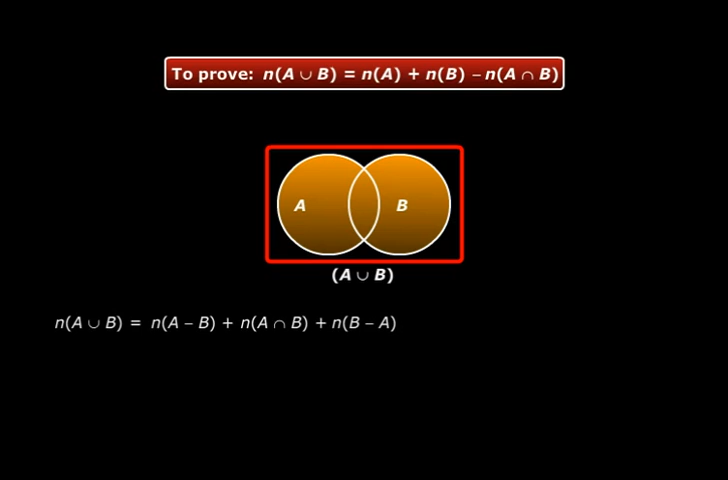 To prove: n(A ∪ B) = n(A) + n(B) – n(A ∩ B)
A B
(A ∪ B)
n(A ∪ B) = n(A – B) + n(A ∩ B) + n(B – A)